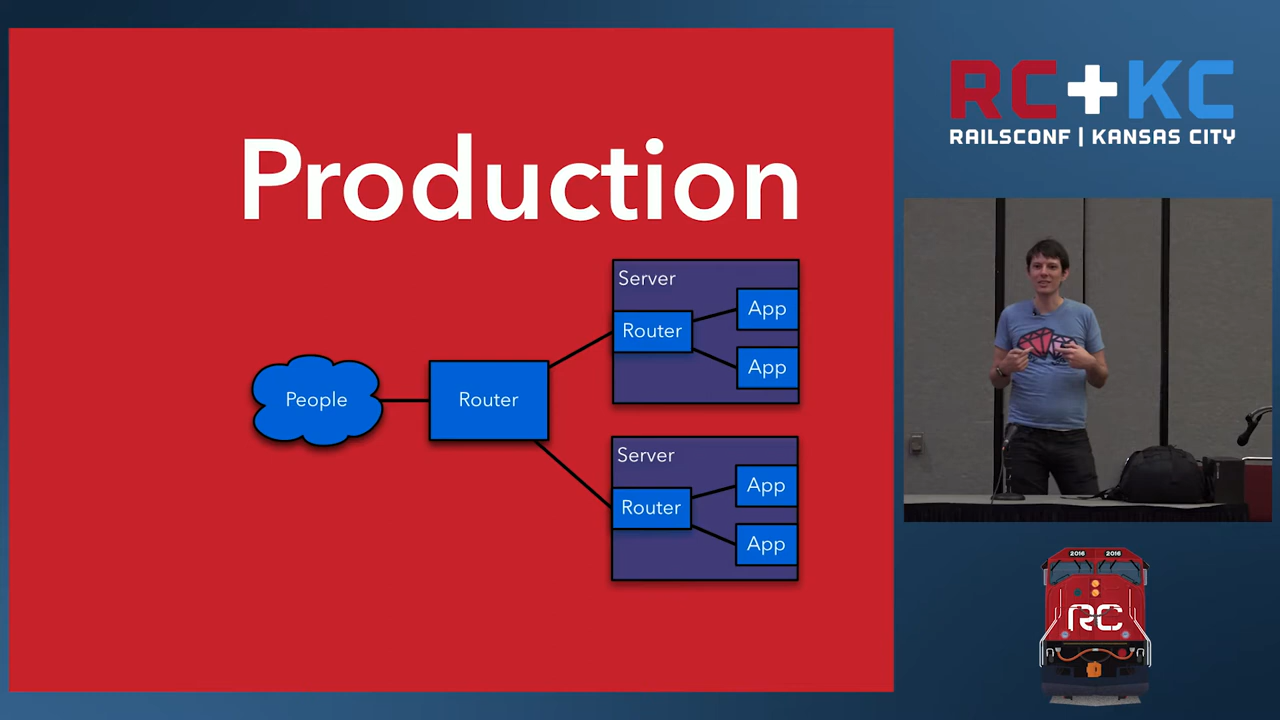 Production
People
Router
Server
Router
App
App
Server
Router
App
App
RC+KC
RAILSCONF | KANSAS CITY
2016 2016
RC